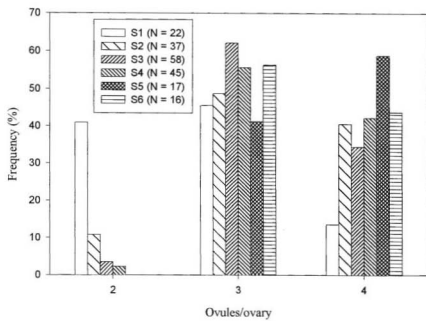 70
60
50
40
30
20
10
0
Frequency (%)
S1 (N = 22)
S2 (N = 37)
S3 (N = 58)
S4 (N = 45)
S5 (N = 17)
S6 (N = 16)
2
3
4
Ovules/ovary